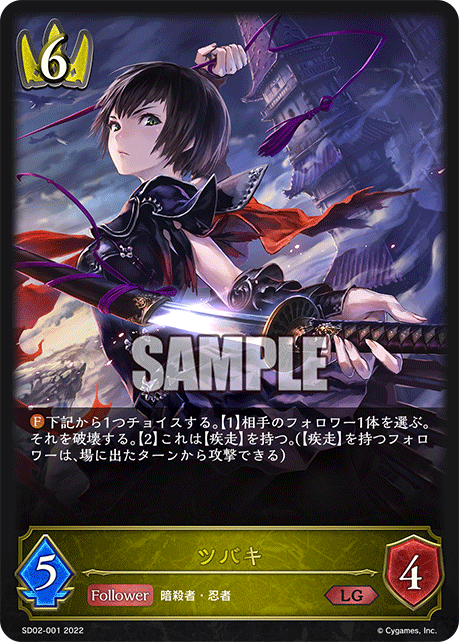 6
SAMPLE
F 下記から1つチョイスする。【1】相手のフォロワー1体を選ぶ。
それを破壊する。【2】これは【疾走】を持つ。(【疾走】を持つフォロ
ワーは、場に出たターンから攻撃できる)
ツバキ
5
Follower 暗殺者・忍者
LG
4
SD02-001 2022
© Cygames, Inc.